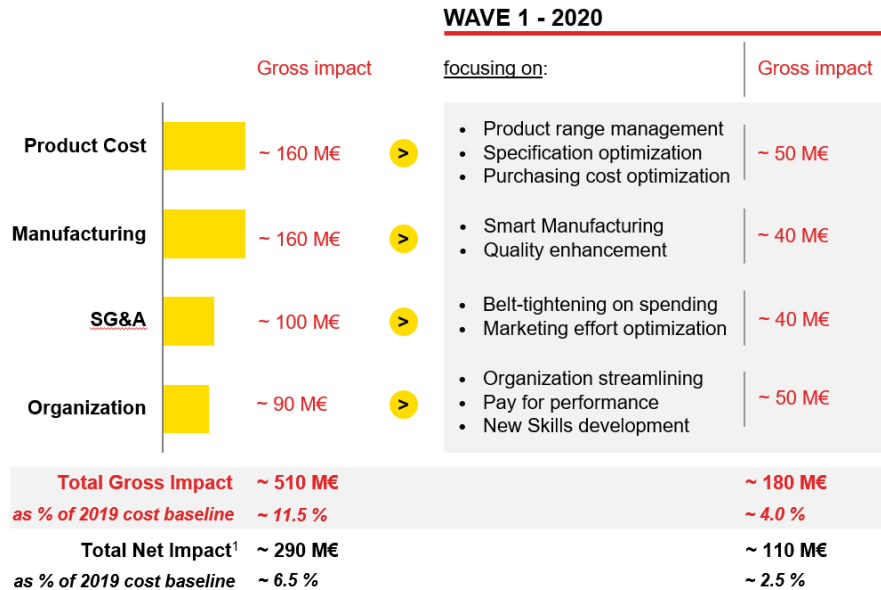 WAVE 1 - 2020
Gross impact
focusing on:
Gross impact
Product Cost
~ 160 M€
>
• Product range management
• Specification optimization
• Purchasing cost optimization
~ 50 M€
Manufacturing
~ 160 M€
>
• Smart Manufacturing
• Quality enhancement
~ 40 M€
SG&A
~ 100 M€
>
• Belt-tightening on spending
• Marketing effort optimization
~ 40 M€
Organization
~ 90 M€
>
• Organization streamlining
• Pay for performance
• New Skills development
~ 50 M€
Total Gross Impact ~ 510 M€ ~ 180 M€
as % of 2019 cost baseline ~ 11.5 % ~ 4.0 %
Total Net Impact¹ ~ 290 M€ ~ 110 M€
as % of 2019 cost baseline ~ 6.5 % ~ 2.5 %